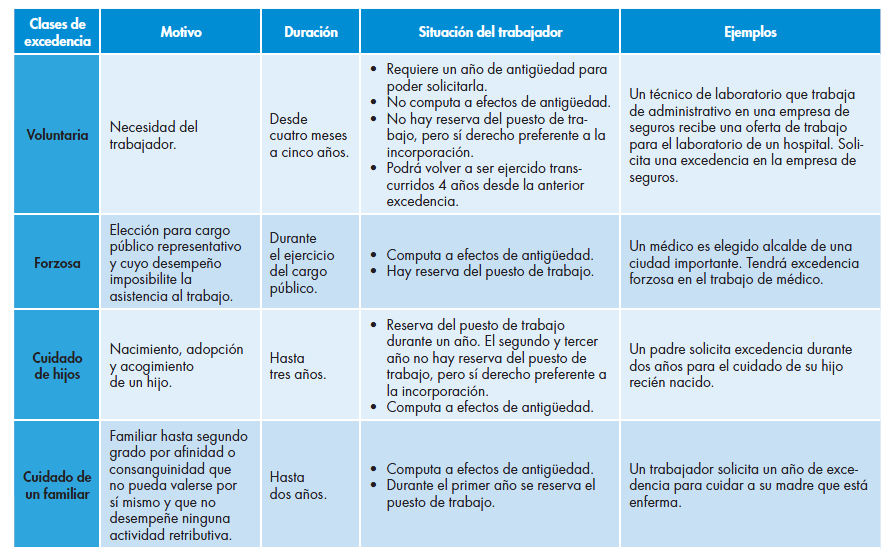 Clases de
excedencia
Motivo
Duración
Situación del trabajador
Ejemplos
Voluntaria
Necesidad del
trabajador.
Desde
cuatro meses
a cinco años.
• Requiere un año de antigüedad para
poder solicitarla.
• No computa a efectos de antigüedad.
• No hay reserva del puesto de tra-
bajo, pero sí derecho preferente a la
incorporación.
• Podrá volver a ser ejercido trans-
curridos 4 años desde la anterior
excedencia.
Un técnico de laboratorio que trabaja
de administrativo en una empresa de
seguros recibe una oferta de trabajo
para el laboratorio de un hospital. Soli-
cita una excedencia en la empresa de
seguros.
Forzosa
Elección para cargo
público representativo
y cuyo desempeño
imposibilite la
asistencia al trabajo.
Durante
el ejercicio
del cargo
público.
• Computa a efectos de antigüedad.
• Hay reserva del puesto de trabajo.
Un médico es elegido alcalde de una
ciudad importante. Tendrá excedencia
forzosa en el trabajo de médico.
Cuidado
de hijos
Nacimiento, adopción
y acogimiento
de un hijo.
Hasta
tres años.
• Reserva del puesto de trabajo
durante un año. El segundo y tercer
año no hay reserva del puesto de
trabajo, pero sí derecho preferente a
la incorporación.
• Computa a efectos de antigüedad.
Un padre solicita excedencia durante
dos años para el cuidado de su hijo
recién nacido.
Cuidado de
un familiar
Familiar hasta segundo
grado por afinidad o
consanguinidad que
no pueda valerse por
sí mismo y que no
desempeñe ninguna
actividad retributiva.
Hasta
dos años.
• Computa a efectos de antigüedad.
• Durante el primer año se reserva el
puesto de trabajo.
Un trabajador solicita un año de exce-
dencia para cuidar a su madre que está
enferma.